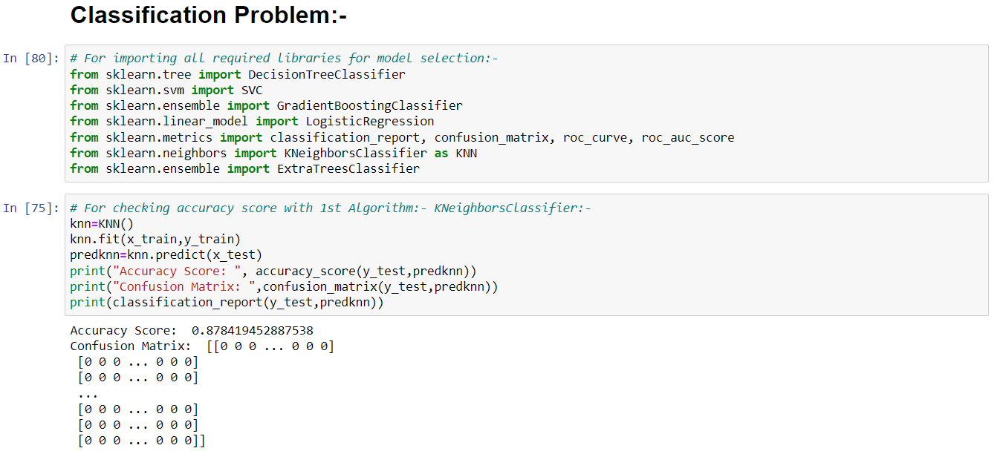 Classification Problem:-
In [80]: # For importing all required libraries for model selection:-
from sklearn.tree import DecisionTreeClassifier
from sklearn.svm import SVC
from sklearn.ensemble import GradientBoostingClassifier
from sklearn.linear_model import LogisticRegression
from sklearn.metrics import classification_report, confusion_matrix, roc_curve, roc_auc_score
from sklearn.neighbors import KNeighborsClassifier as KNN
from sklearn.ensemble import ExtraTreesClassifier
In [75]: # For checking accuracy score with 1st Algorithm:- KNeighborsClassifier:-
knn=KNN()
knn.fit(x_train,y_train)
predknn=knn.predict(x_test)
print("Accuracy Score: ", accuracy_score(y_test,predknn))
print("Confusion Matrix: ",confusion_matrix(y_test,predknn))
print(classification_report(y_test,predknn))
Accuracy Score:  0.878419452887538
Confusion Matrix:  [[0 0 0 ... 0 0 0]
 [0 0 0 ... 0 0 0]
 [0 0 0 ... 0 0 0]
 ...
 [0 0 0 ... 0 0 0]
 [0 0 0 ... 0 0 0]
 [0 0 0 ... 0 0 0]]